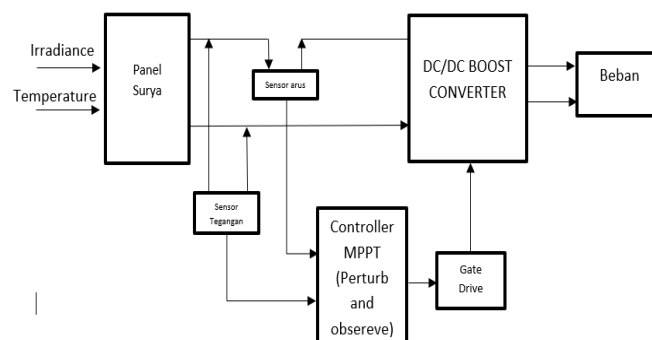 Irradiance
Temperature
Panel
Surya
Sensor arus
DC/DC BOOST
CONVERTER
Beban
Sensor
Tegangan
Controller
MPPT
(Perturb
and
obsereve)
Gate
Drive